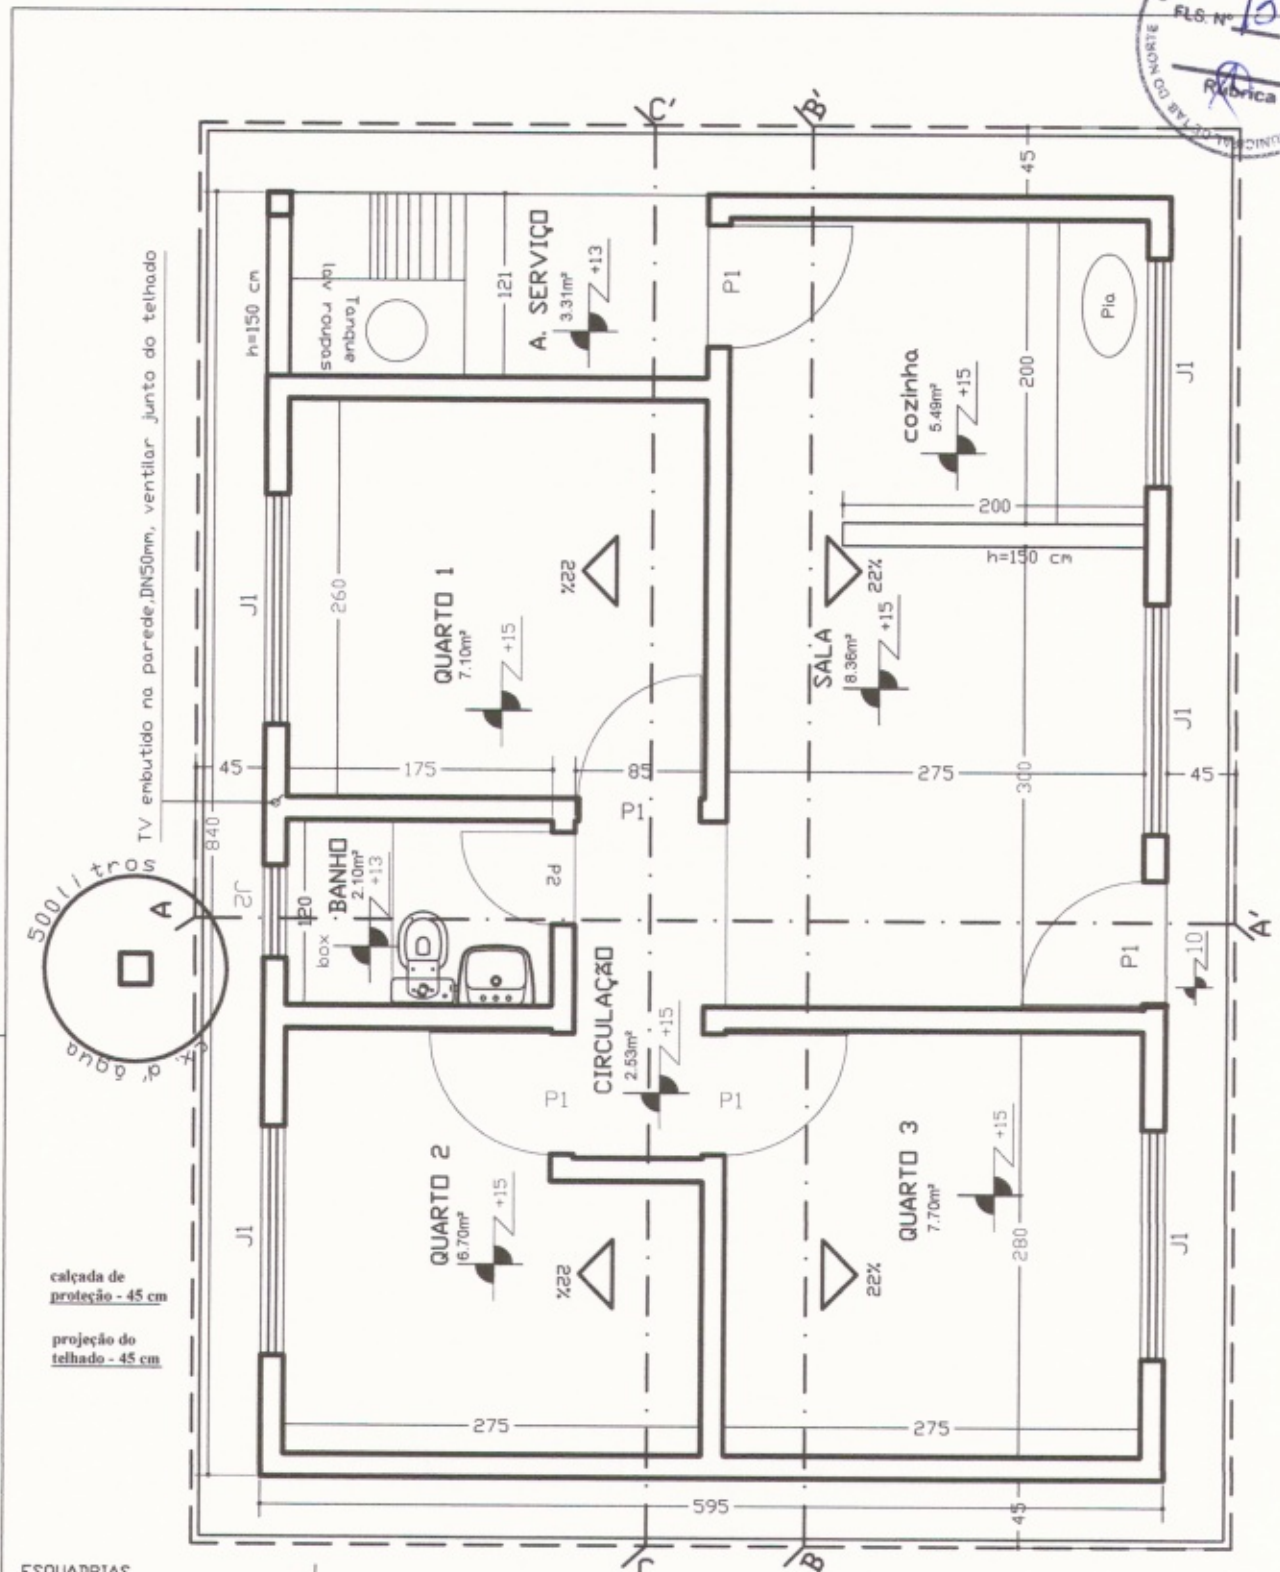 FLS. Nº 10
Rubrica
DO NORTE
C'
B'
45
TV embutido na parede,DN50mm, ventilar junto do telhado
h=150 cm
lav roupas
Tanque
121
A. SERVIÇO
3.31m²
+13
P1
Pia
200
cozinha
5.49m²
+15
J1
200
h=150 cm
J1
260
QUARTO 1
7.10m²
+15
22%
22%
SALA
8.36m²
+15
J1
45
175
85
275
300
45
840
P1
500litros
cx. d' água
A
J2
120
BANHO
2.10m²
+13
box
P2
A'
P1
10
CIRCULAÇÃO
2.53m²
+15
P1
P1
QUARTO 2
6.70m²
+15
QUARTO 3
7.70m²
+15
J1
J1
280
22%
22%
calçada de
proteção - 45 cm
projeção do
telhado - 45 cm
275
275
595
45
C
B
ESQUADRIAS